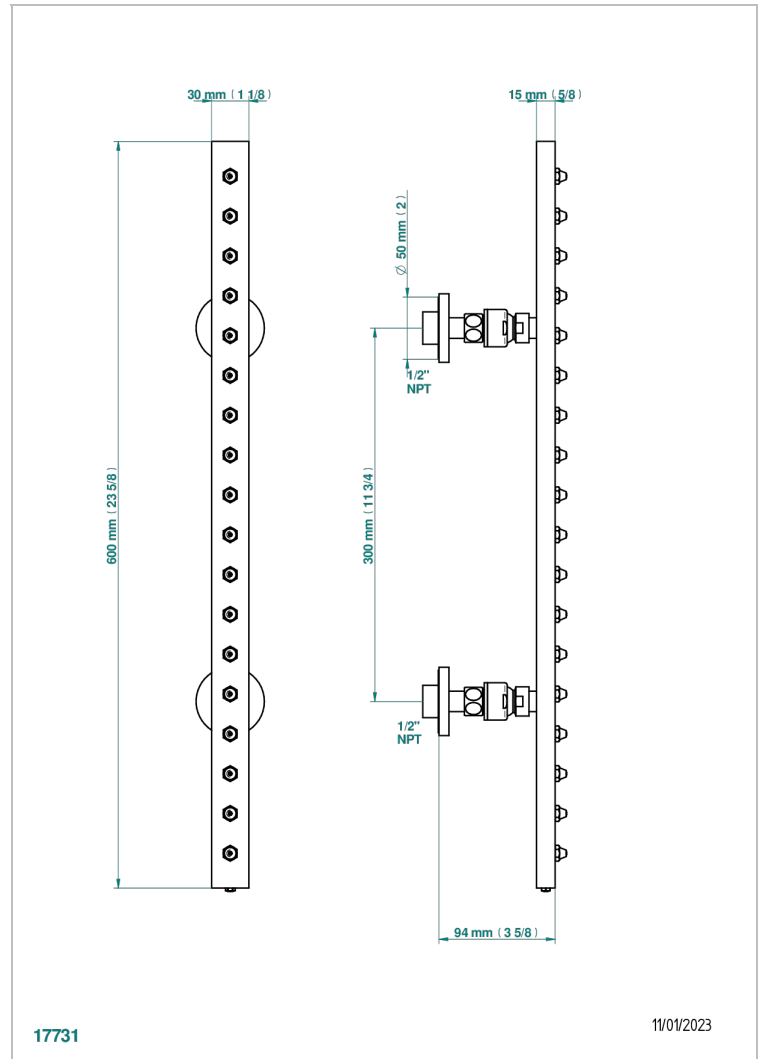 30 mm ( 1 1/8 )
15 mm ( 5/8 )
Ø 50 mm ( 2 )
1/2"
NPT
600 mm ( 23 5/8 )
300 mm ( 11 3/4 )
1/2"
NPT
94 mm ( 3 5/8 )
17731
11/01/2023